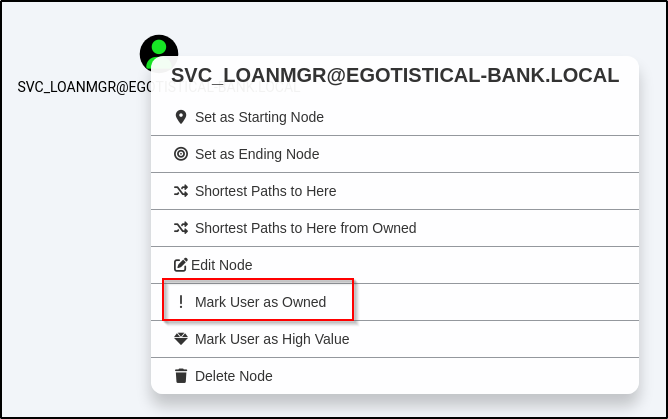 SVC_LOANMGR@EGOTISTICAL-BANK.LOCAL
SVC_LOANMGR@EGOTISTICAL-BANK.LOCAL
Set as Starting Node
Set as Ending Node
Shortest Paths to Here
Shortest Paths to Here from Owned
Edit Node
Mark User as Owned
Mark User as High Value
Delete Node